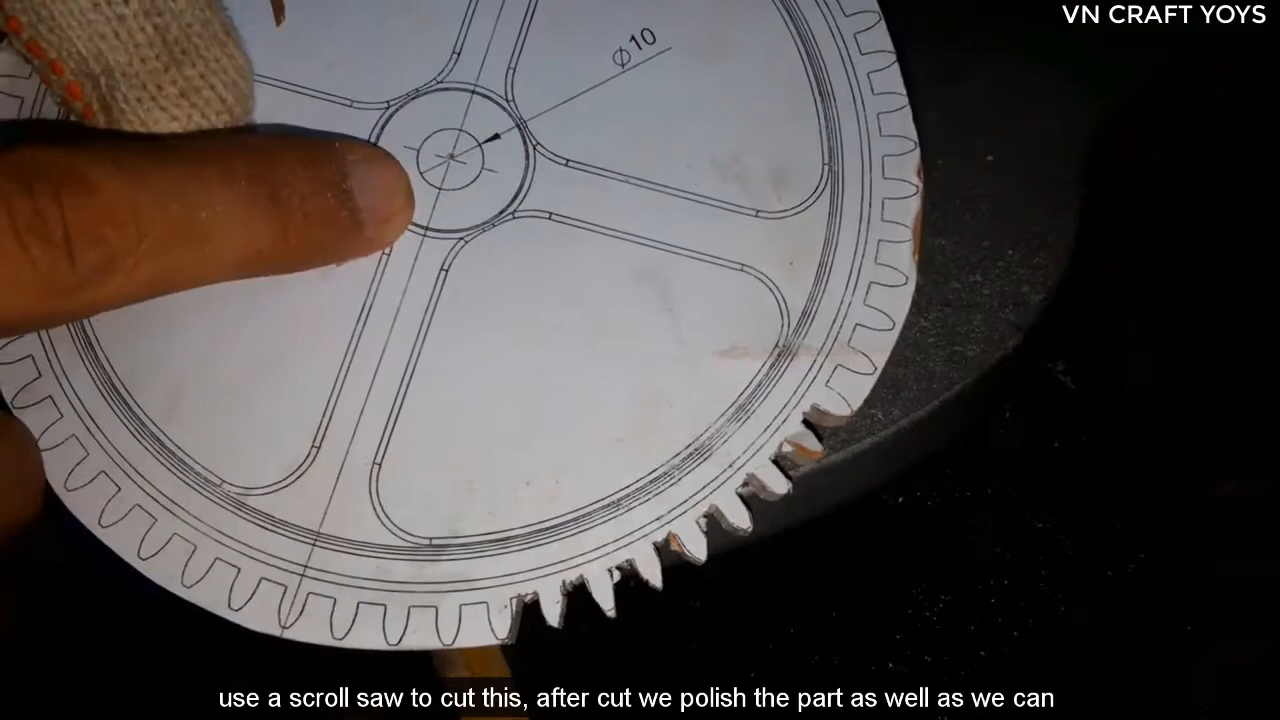 VN CRAFT YOYS
⌀10
use a scroll saw to cut this, after cut we polish the part as well as we can